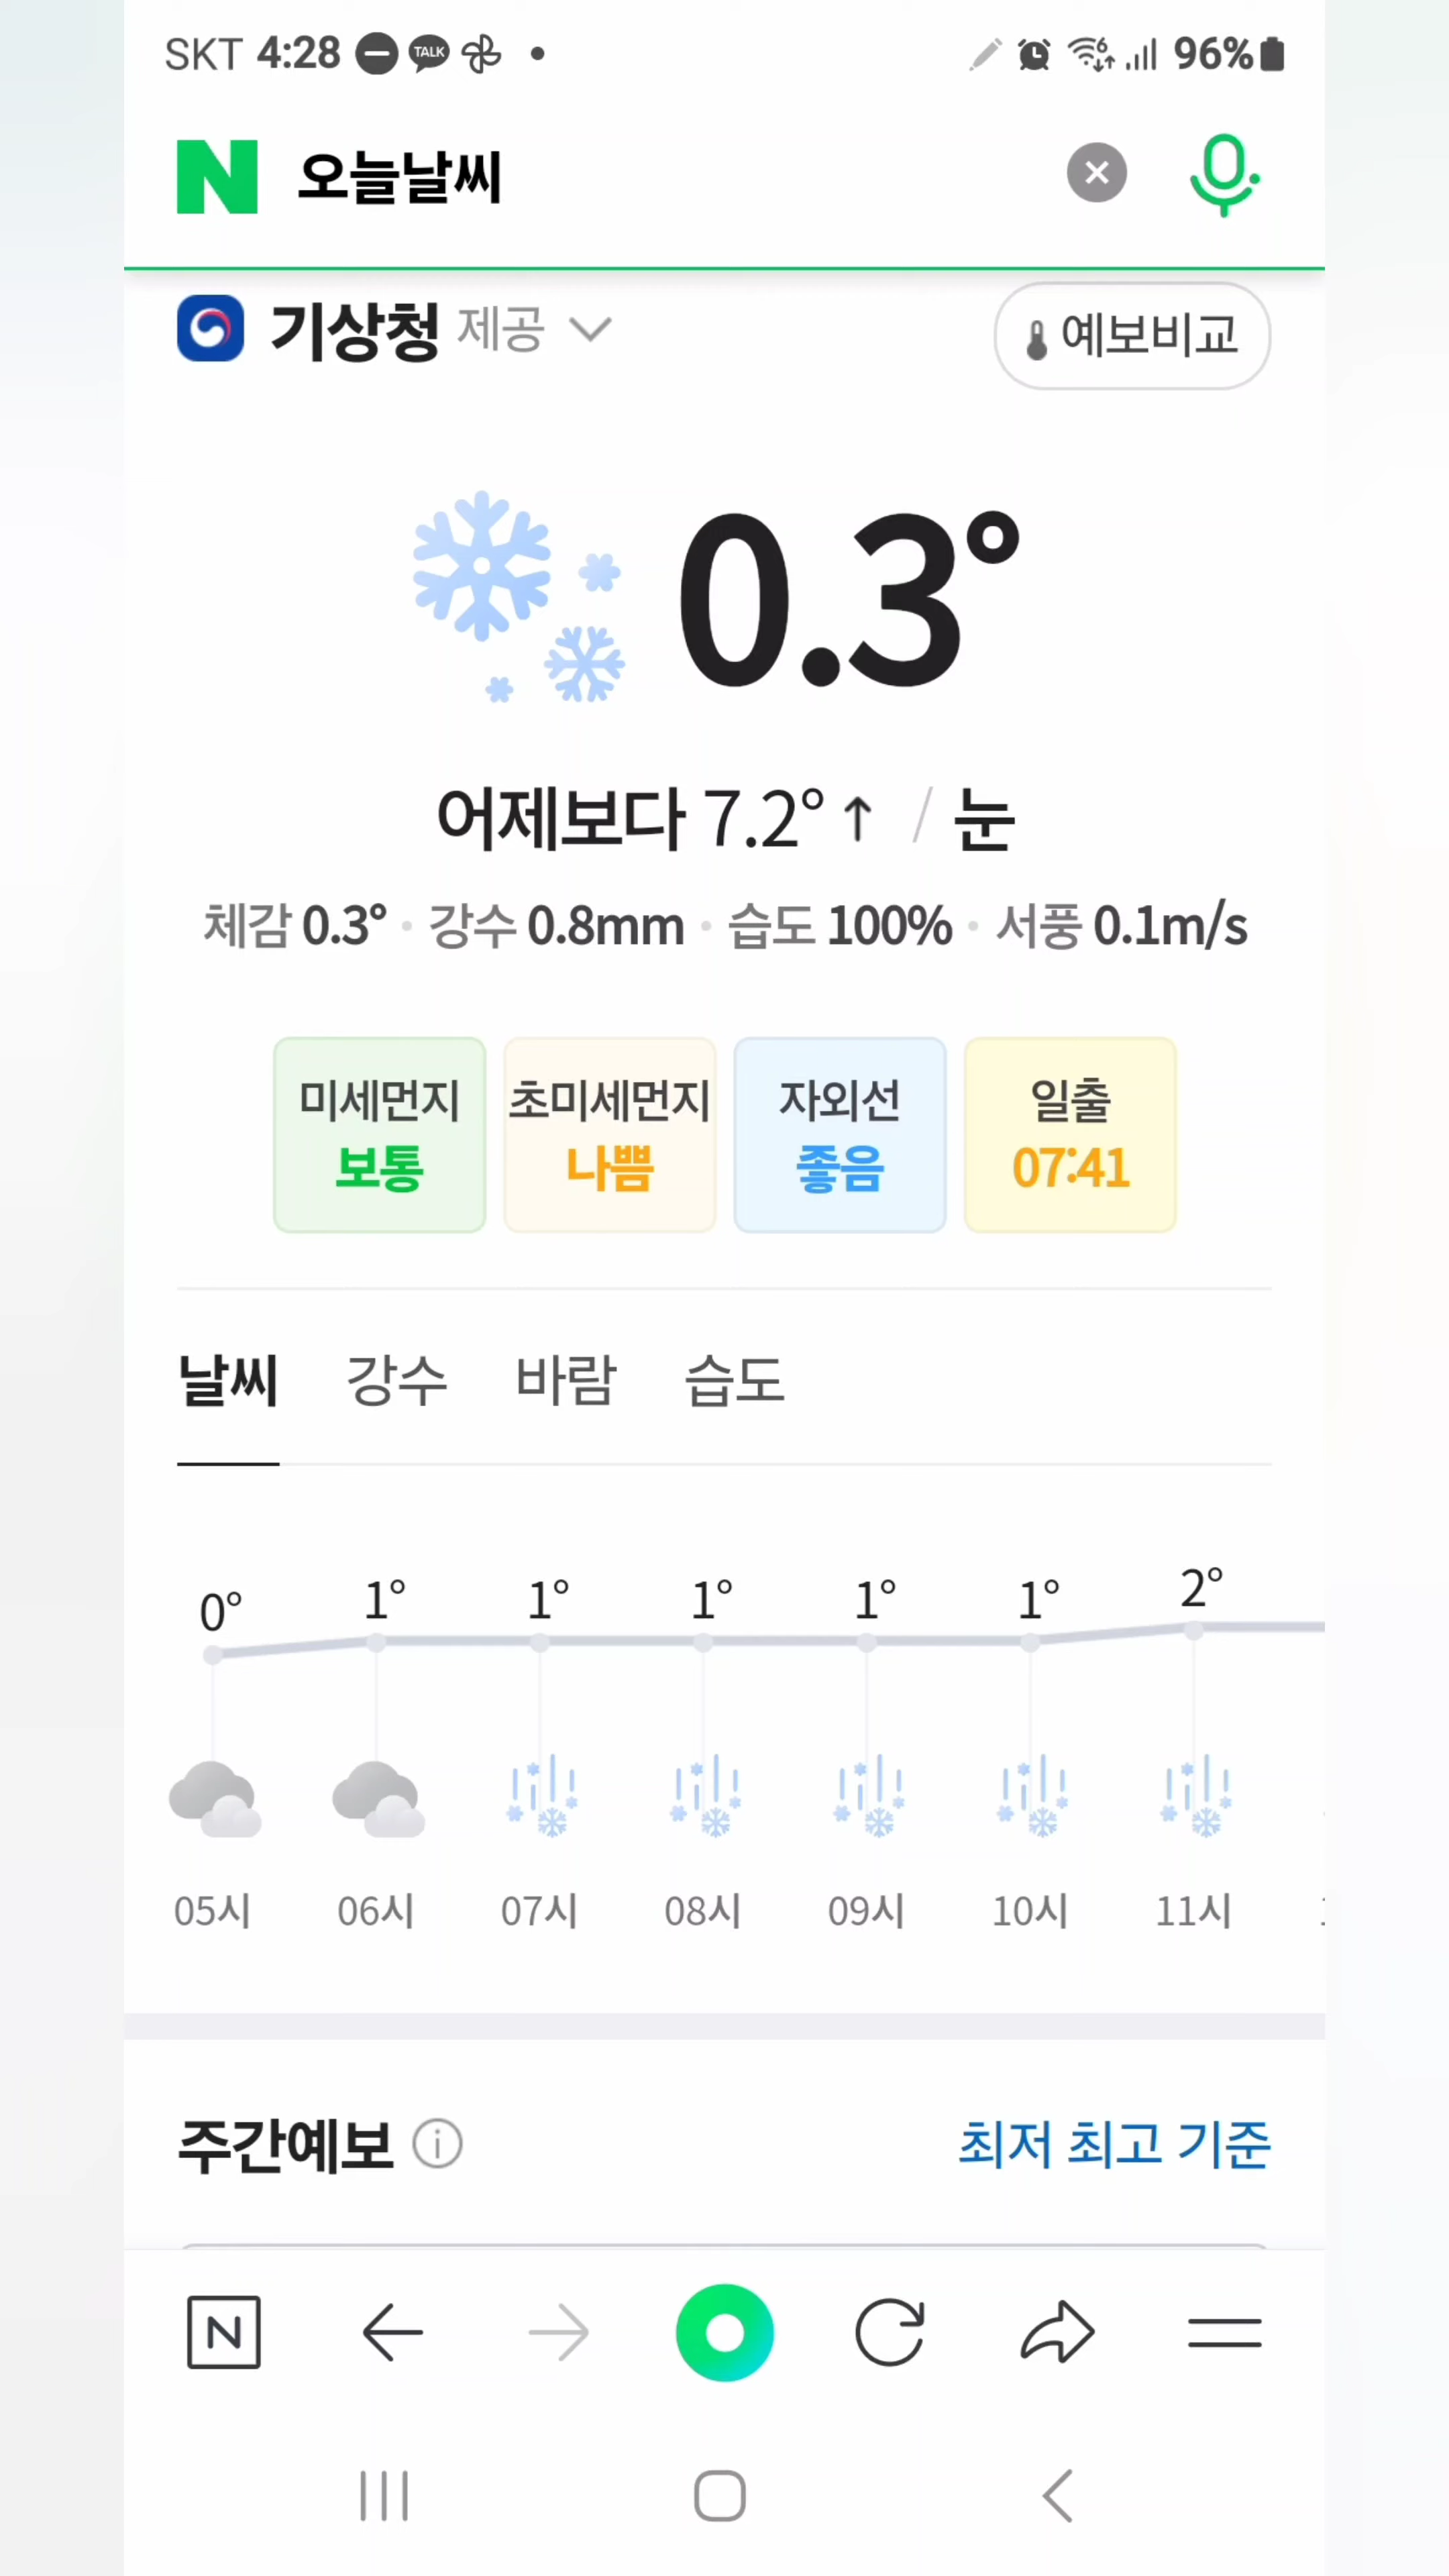 SKT 4:28 TALK 6 96%
N 오늘날씨
기상청 제공 예보비교
0.3°
어제보다 7.2° ↑ / 눈
체감 0.3° · 강수 0.8mm · 습도 100% · 서풍 0.1m/s
미세먼지 초미세먼지 자외선 일출
보통 나쁨 좋음 07:41
날씨 강수 바람 습도
0° 1° 1° 1° 1° 1° 2°
05시 06시 07시 08시 09시 10시 11시
주간예보 최저 최고 기준
N